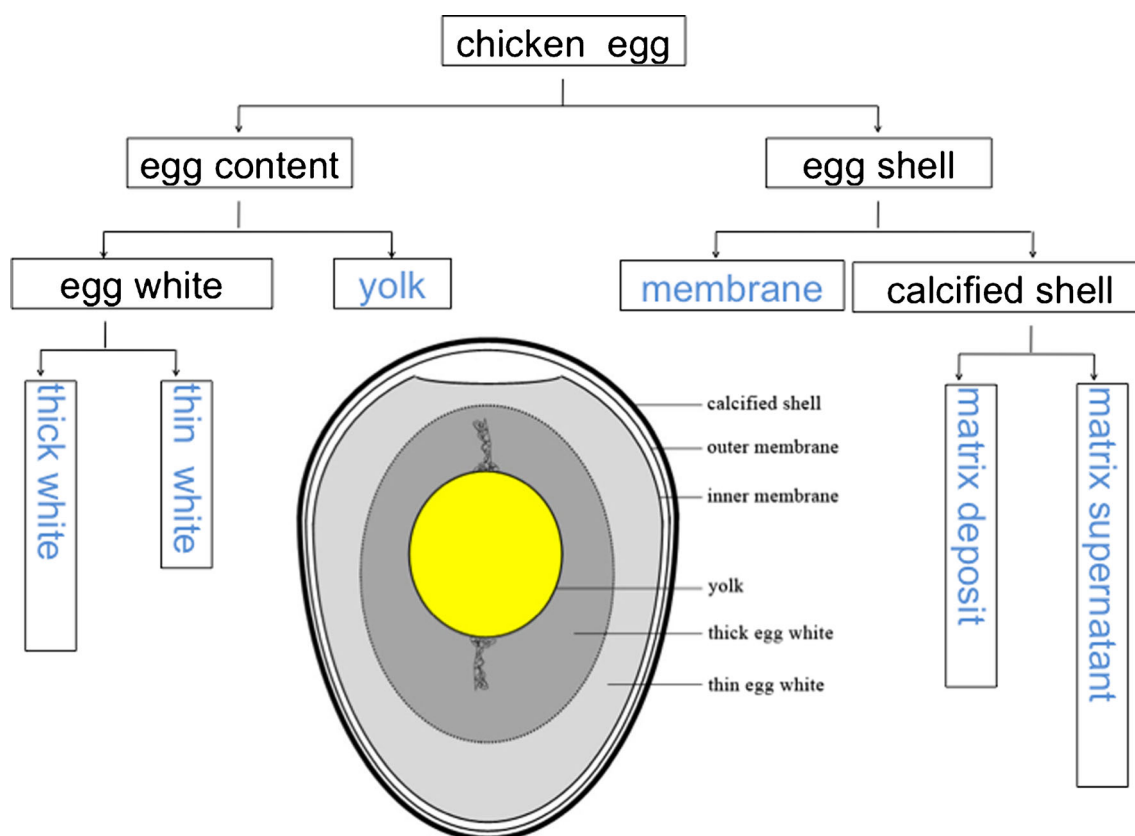 chicken egg
egg content
egg shell
egg white
yolk
membrane
calcified shell
thick white
thin white
matrix deposit
matrix supernatant
calcified shell
outer membrane
inner membrane
yolk
thick egg white
thin egg white